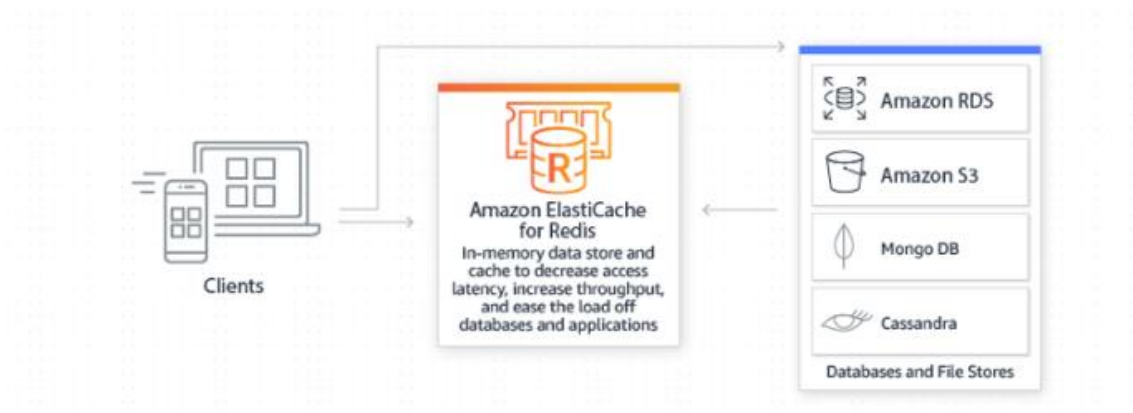 Clients
R
Amazon ElastiCache
for Redis
In-memory data store and
cache to decrease access
latency, increase throughput,
and ease the load off
databases and applications
Amazon RDS
Amazon S3
Mongo DB
Cassandra
Databases and File Stores